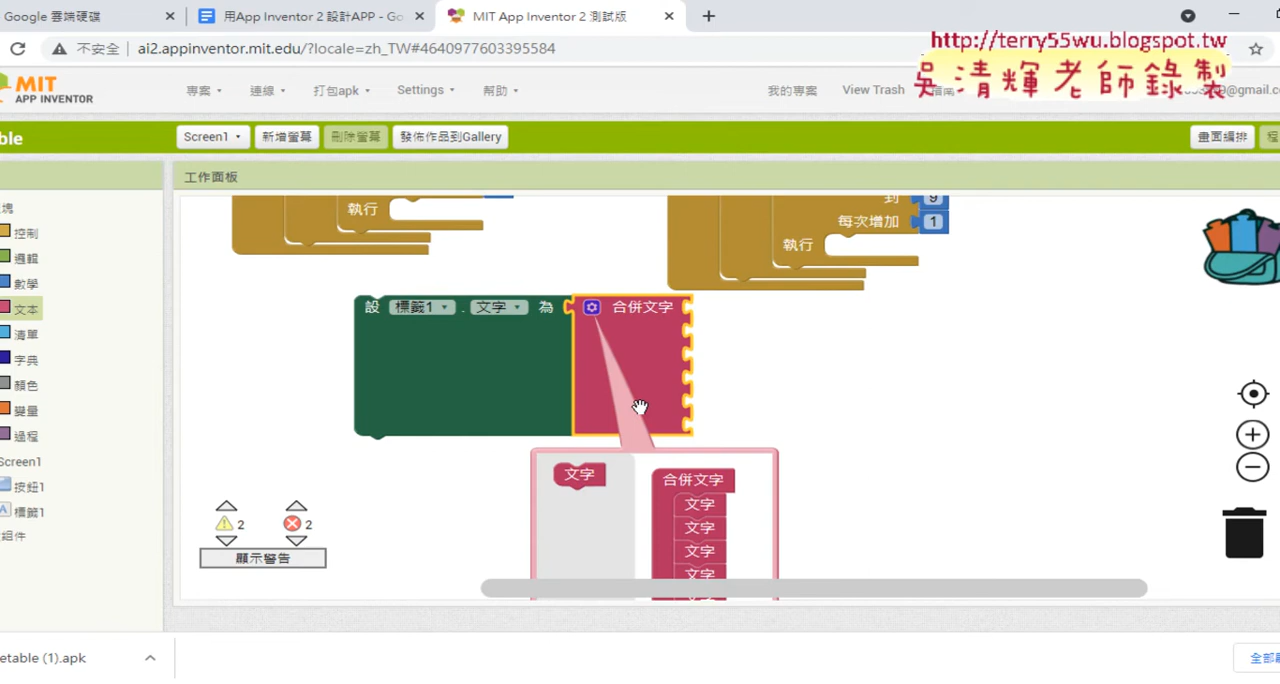 Google 雲端硬碟
用App Inventor 2 設計APP - Go
MIT App Inventor 2 測試版
不安全
ai2.appinventor.mit.edu/?locale=zh_TW#4640977603395584
http://terry55wu.blogspot.tw
吳清輝老師錄製
MIT
APP INVENTOR
專案
連線
打包apk
Settings
幫助
我的專案
View Trash
指南
@gmail.c
ble
Screen1
新增螢幕
刪除螢幕
發佈作品到Gallery
畫面編排
程
工作面板
塊
控制
邏輯
數學
文本
清單
字典
顏色
變量
過程
Screen1
按鈕1
標籤1
組件
執行
到
9
每次增加
1
執行
設
標籤1
.
文字
為
合併文字
文字
合併文字
文字
文字
文字
文字
2
2
顯示警告
etable (1).apk
全部